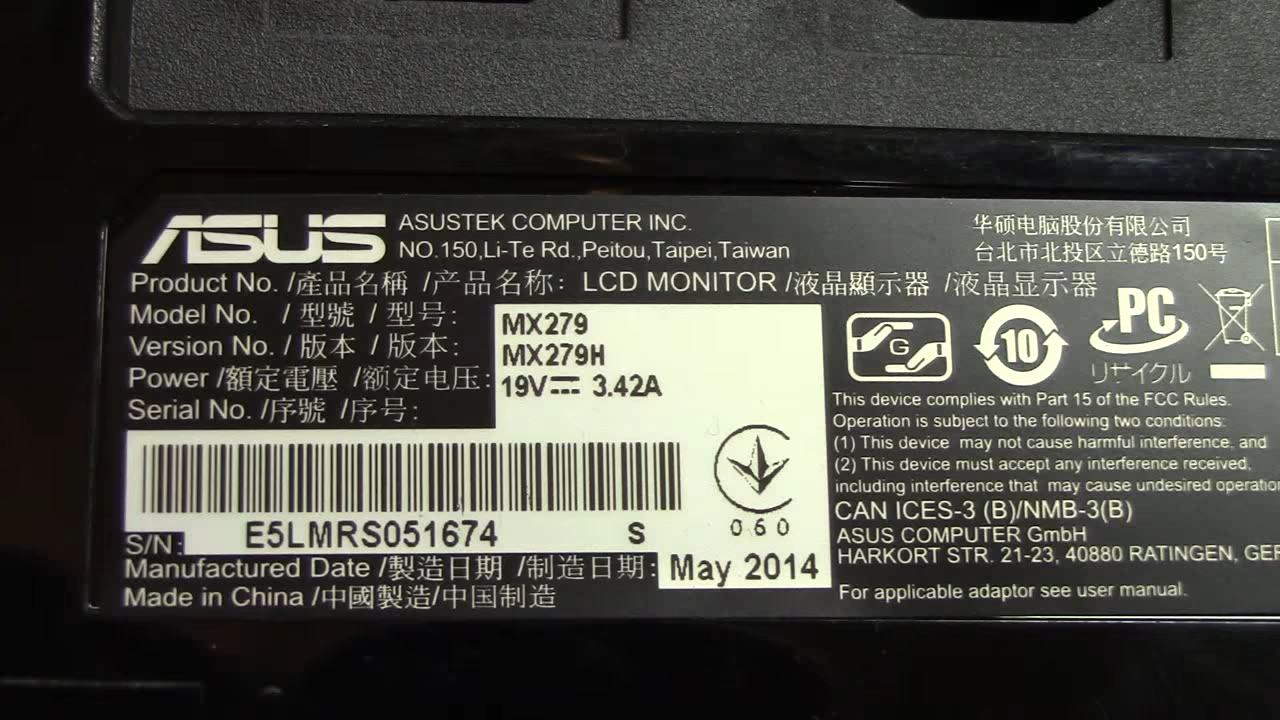 ASUS
ASUSTEK COMPUTER INC.
NO.150,Li-Te Rd.,Peitou,Taipei,Taiwan
华硕电脑股份有限公司
台北市北投区立德路150号
Product No. /產品名稱 /产品名称: LCD MONITOR /液晶顯示器 /液晶显示器
Model No. / 型號 / 型号: MX279
Version No. / 版本 / 版本: MX279H
Power /額定電壓 /额定电压: 19V⎓ 3.42A
Serial No. /序號 /序号:
S/N: E5LMRS051674 S
060
Manufactured Date /製造日期 /制造日期: May 2014
Made in China /中國製造/中国制造
G
10
PC
リサイクル
This device complies with Part 15 of the FCC Rules.
Operation is subject to the following two conditions:
(1) This device may not cause harmful interference, and
(2) This device must accept any interference received,
including interference that may cause undesired operation
CAN ICES-3 (B)/NMB-3(B)
ASUS COMPUTER GmbH
HARKORT STR. 21-23, 40880 RATINGEN, GER
For applicable adaptor see user manual.